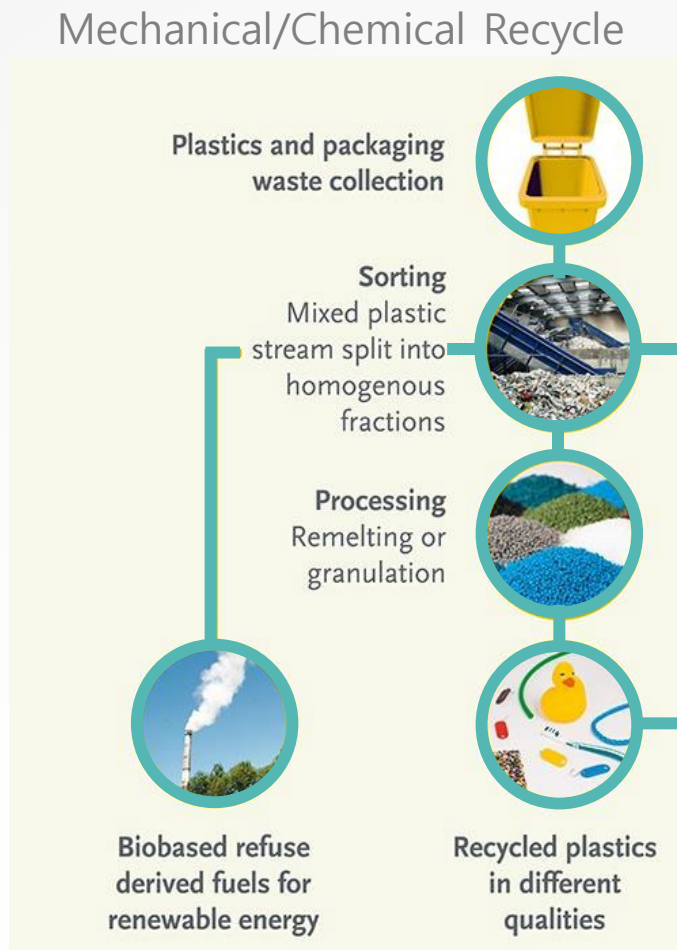 Mechanical/Chemical Recycle
Plastics and packaging
waste collection
Sorting
Mixed plastic
stream split into
homogenous
fractions
Processing
Remelting or
granulation
Biobased refuse
derived fuels for
renewable energy
Recycled plastics
in different
qualities